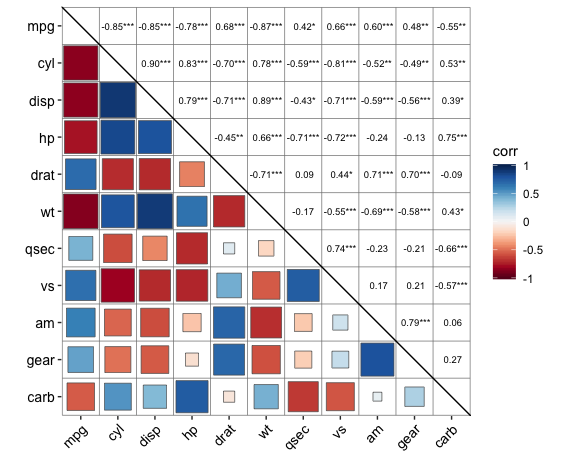 mpg -0.85*** -0.85*** -0.78*** 0.68*** -0.87*** 0.42* 0.66*** 0.60*** 0.48** -0.55**
cyl 0.90*** 0.83*** -0.70*** 0.78*** -0.59*** -0.81*** -0.52** -0.49** 0.53**
disp 0.79*** -0.71*** 0.89*** -0.43* -0.71*** -0.59*** -0.56*** 0.39*
hp -0.45** 0.66*** -0.71*** -0.72*** -0.24 -0.13 0.75***
drat -0.71*** 0.09 0.44* 0.71*** 0.70*** -0.09
wt -0.17 -0.55*** -0.69*** -0.58*** 0.43*
qsec 0.74*** -0.23 -0.21 -0.66***
vs 0.17 0.21 -0.57***
am 0.79*** 0.06
gear 0.27
carb
mpg cyl disp hp drat wt qsec vs am gear carb
corr
1
0.5
0
-0.5
-1